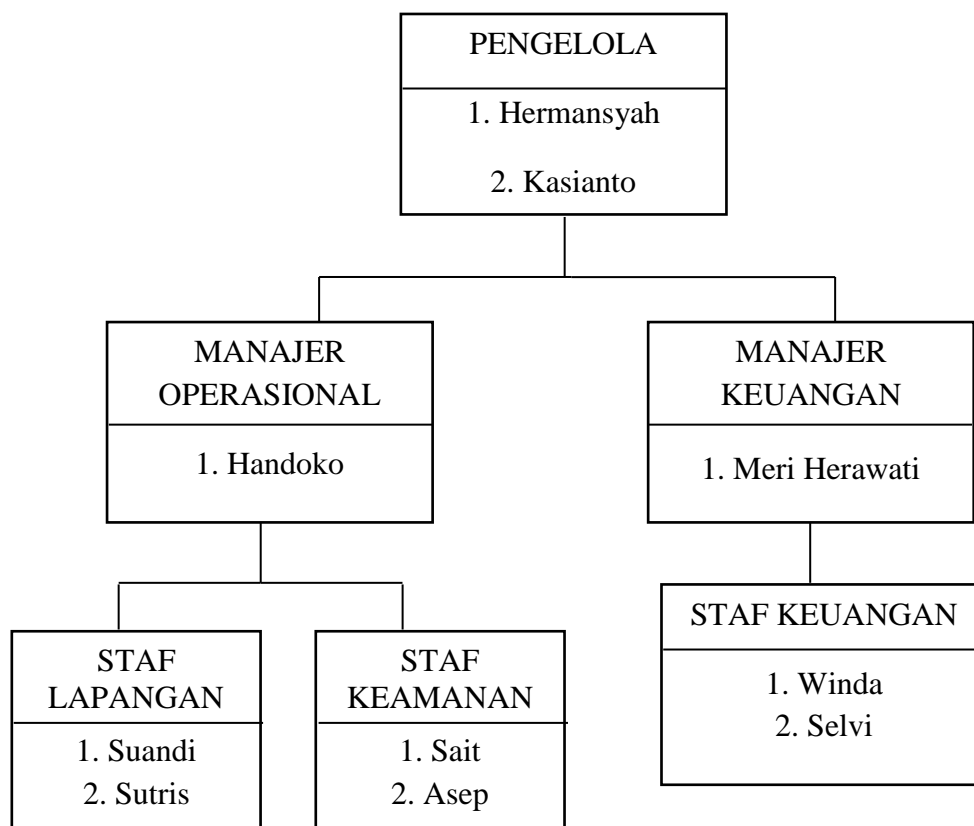 PENGELOLA
1. Hermansyah
2. Kasianto
MANAJER
OPERASIONAL
1. Handoko
MANAJER
KEUANGAN
1. Meri Herawati
STAF
LAPANGAN
1. Suandi
2. Sutris
STAF
KEAMANAN
1. Sait
2. Asep
STAF KEUANGAN
1. Winda
2. Selvi